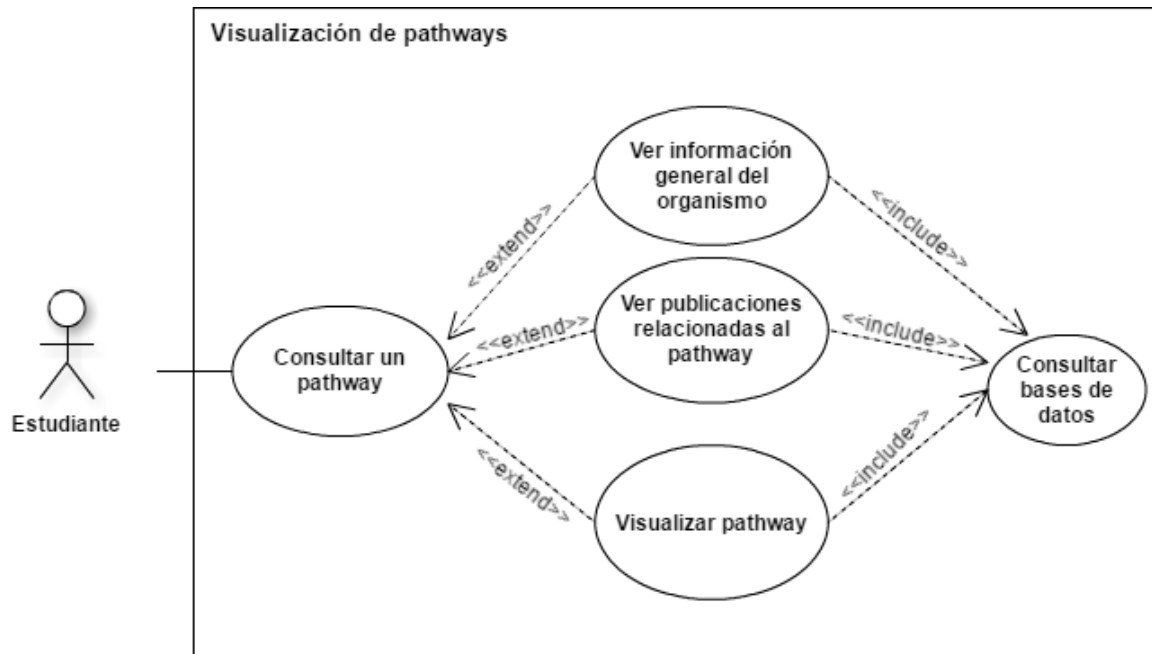 Visualización de pathways
Ver información
general del
organismo
<<extend>>
<<include>>
Ver publicaciones
relacionadas al
pathway
<<extend>>
<<include>>
Consultar un
pathway
Consultar
bases de
datos
Estudiante
<<extend>>
<<include>>
Visualizar pathway